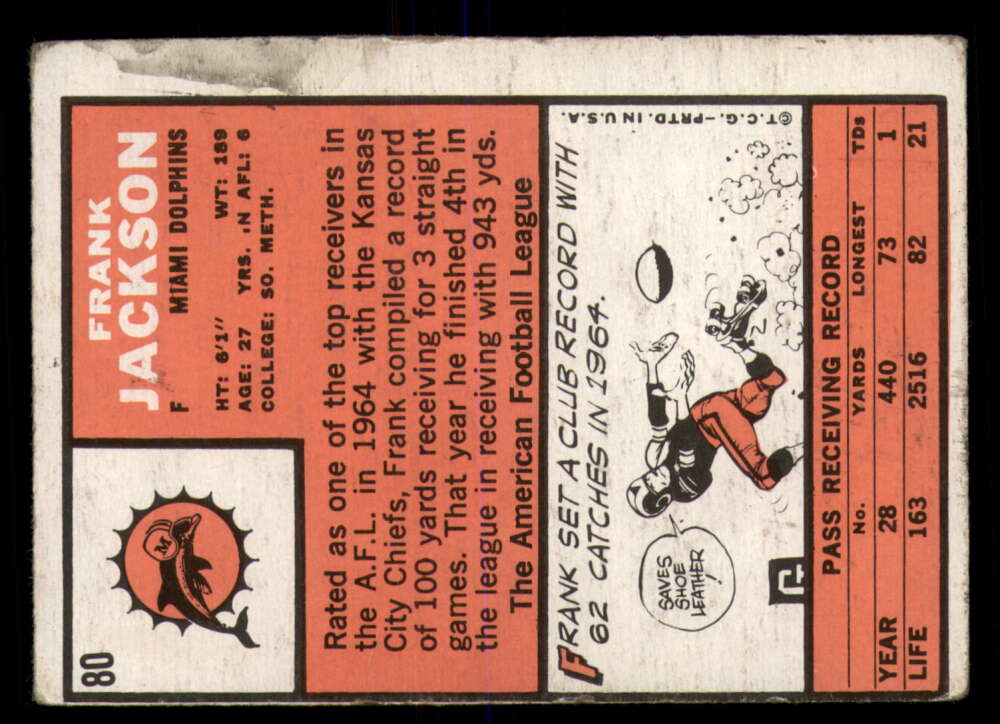 80
M
FRANK
JACKSON
F MIAMI DOLPHINS
HT: 6'1" WT: 189
AGE: 27 YRS. IN AFL: 6
COLLEGE: SO. METH.
Rated as one of the top receivers in
the A.F.L. in 1964 with the Kansas
City Chiefs, Frank compiled a record
of 100 yards receiving for 3 straight
games. That year he finished 4th in
the league in receiving with 943 yds.
The American Football League
FRANK SET A CLUB RECORD WITH
62 CATCHES IN 1964.
SAVES
SHOE
LEATHER!
©T.C.G.—PRTD. IN U.S.A.
PASS RECEIVING RECORD
No. YARDS LONGEST TDs
YEAR 28 440 73 1
LIFE 163 2516 82 21